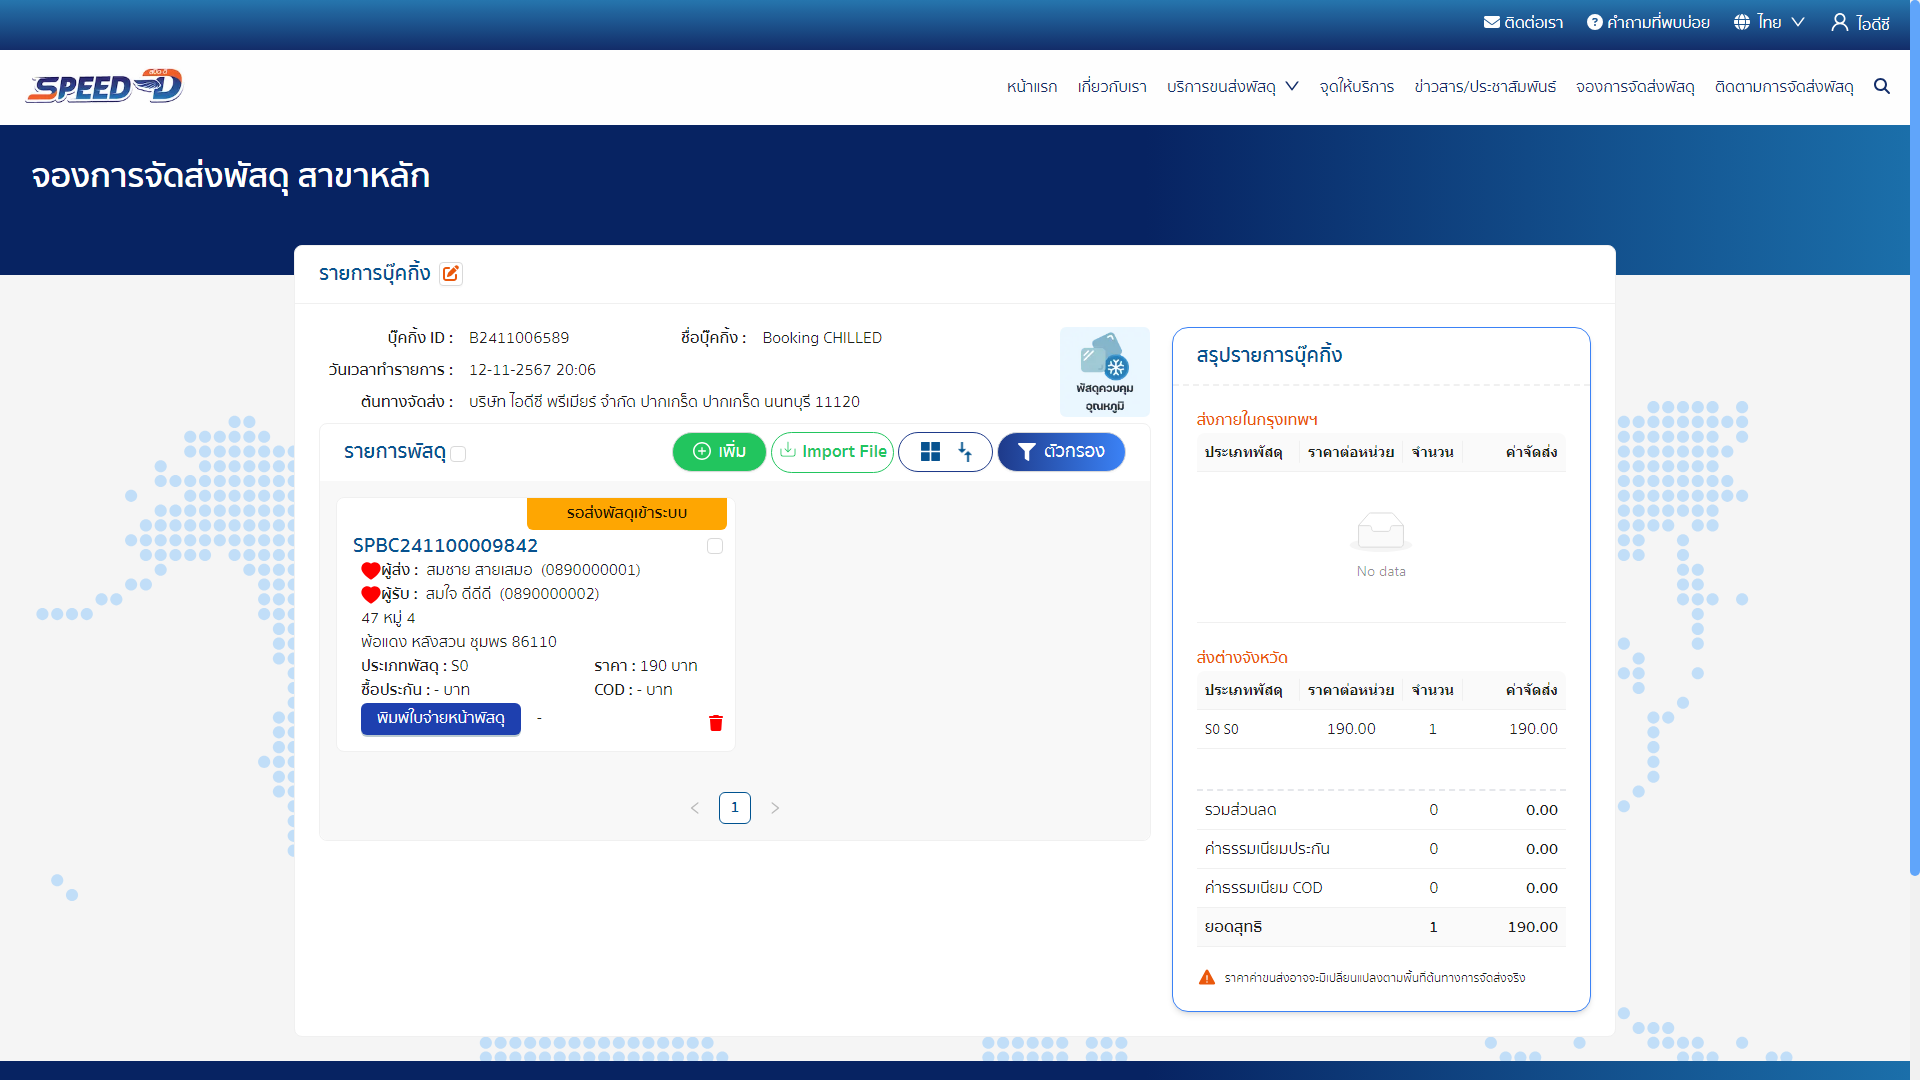 ติดต่อเรา คำถามที่พบบ่อย ไทย ไอดีซี
สปีด-ดี
SPEED-D
หน้าแรก เกี่ยวกับเรา บริการขนส่งพัสดุ จุดให้บริการ ข่าวสาร/ประชาสัมพันธ์ จองการจัดส่งพัสดุ ติดตามการจัดส่งพัสดุ
จองการจัดส่งพัสดุ สาขาหลัก
รายการบุ๊คกิ้ง
บุ๊คกิ้ง ID : B2411006589 ชื่อบุ๊คกิ้ง : Booking CHILLED
วันเวลาทำรายการ : 12-11-2567 20:06
ต้นทางจัดส่ง : บริษัท ไอดีซี พรีเมียร์ จำกัด ปากเกร็ด ปากเกร็ด นนทบุรี 11120
พัสดุควบคุม
อุณหภูมิ
รายการพัสดุ เพิ่ม Import File ตัวกรอง
รอส่งพัสดุเข้าระบบ
SPBC241100009842
ผู้ส่ง : สมชาย สายเสมอ (0890000001)
ผู้รับ : สมใจ ดีดีดี (0890000002)
47 หมู่ 4
พ้อแดง หลังสวน ชุมพร 86110
ประเภทพัสดุ : S0 ราคา : 190 บาท
ซื้อประกัน : - บาท COD : - บาท
พิมพ์ใบจ่ายหน้าพัสดุ -
1
สรุปรายการบุ๊คกิ้ง
ส่งภายในกรุงเทพฯ
ประเภทพัสดุ ราคาต่อหน่วย จำนวน ค่าจัดส่ง
No data
ส่งต่างจังหวัด
ประเภทพัสดุ ราคาต่อหน่วย จำนวน ค่าจัดส่ง
S0 S0 190.00 1 190.00
รวมส่วนลด 0 0.00
ค่าธรรมเนียมประกัน 0 0.00
ค่าธรรมเนียม COD 0 0.00
ยอดสุทธิ 1 190.00
ราคาค่าขนส่งอาจจะมีเปลี่ยนแปลงตามพื้นที่ต้นทางการจัดส่งจริง